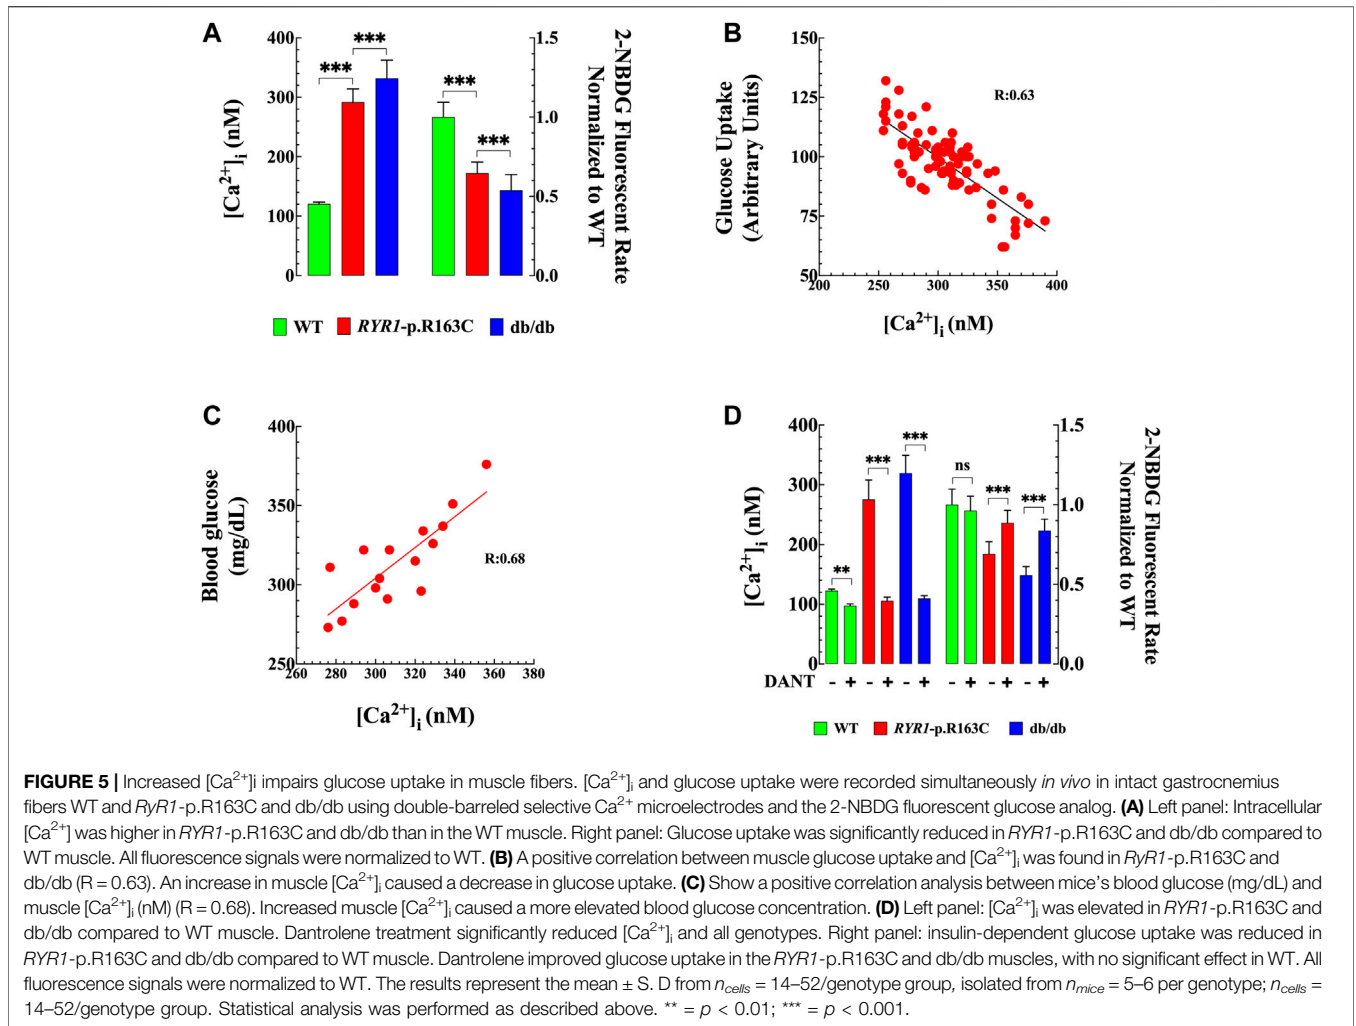 A
400
300
200
100
0
[Ca²⁺]ᵢ (nM)
***
***
***
***
1.5
1.0
0.5
0.0
2-NBDG Fluorescent Rate
Normalized to WT
WT RYR1-p.R163C db/db
B
150
125
100
75
50
Glucose Uptake
(Arbitrary Units)
R:0.63
200 250 300 350 400
[Ca²⁺]ᵢ (nM)
C
400
350
300
250
Blood glucose
(mg/dL)
R:0.68
260 280 300 320 340 360 380
[Ca²⁺]ᵢ (nM)
D
400
300
200
100
0
[Ca²⁺]ᵢ (nM)
**
***
***
ns
***
***
1.5
1.0
0.5
0.0
2-NBDG Fluorescent Rate
Normalized to WT
DANT - + - + - + - + - + - +
WT RYR1-p.R163C db/db
FIGURE 5 | Increased [Ca²⁺]i impairs glucose uptake in muscle fibers. [Ca²⁺]ᵢ and glucose uptake were recorded simultaneously in vivo in intact gastrocnemius
fibers WT and RyR1-p.R163C and db/db using double-barreled selective Ca²⁺ microelectrodes and the 2-NBDG fluorescent glucose analog. (A) Left panel: Intracellular
[Ca²⁺] was higher in RYR1-p.R163C and db/db than in the WT muscle. Right panel: Glucose uptake was significantly reduced in RYR1-p.R163C and db/db compared to
WT muscle. All fluorescence signals were normalized to WT. (B) A positive correlation between muscle glucose uptake and [Ca²⁺]ᵢ was found in RyR1-p.R163C and
db/db (R = 0.63). An increase in muscle [Ca²⁺]ᵢ caused a decrease in glucose uptake. (C) Show a positive correlation analysis between mice's blood glucose (mg/dL) and
muscle [Ca²⁺]ᵢ (nM) (R = 0.68). Increased muscle [Ca²⁺]ᵢ caused a more elevated blood glucose concentration. (D) Left panel: [Ca²⁺]ᵢ was elevated in RYR1-p.R163C and
db/db compared to WT muscle. Dantrolene treatment significantly reduced [Ca²⁺]ᵢ and all genotypes. Right panel: insulin-dependent glucose uptake was reduced in
RYR1-p.R163C and db/db compared to WT muscle. Dantrolene improved glucose uptake in the RYR1-p.R163C and db/db muscles, with no significant effect in WT. All
fluorescence signals were normalized to WT. The results represent the mean ± S. D from ncells = 14–52/genotype group, isolated from nmice = 5–6 per genotype; ncells =
14–52/genotype group. Statistical analysis was performed as described above. ** = p < 0.01; *** = p < 0.001.